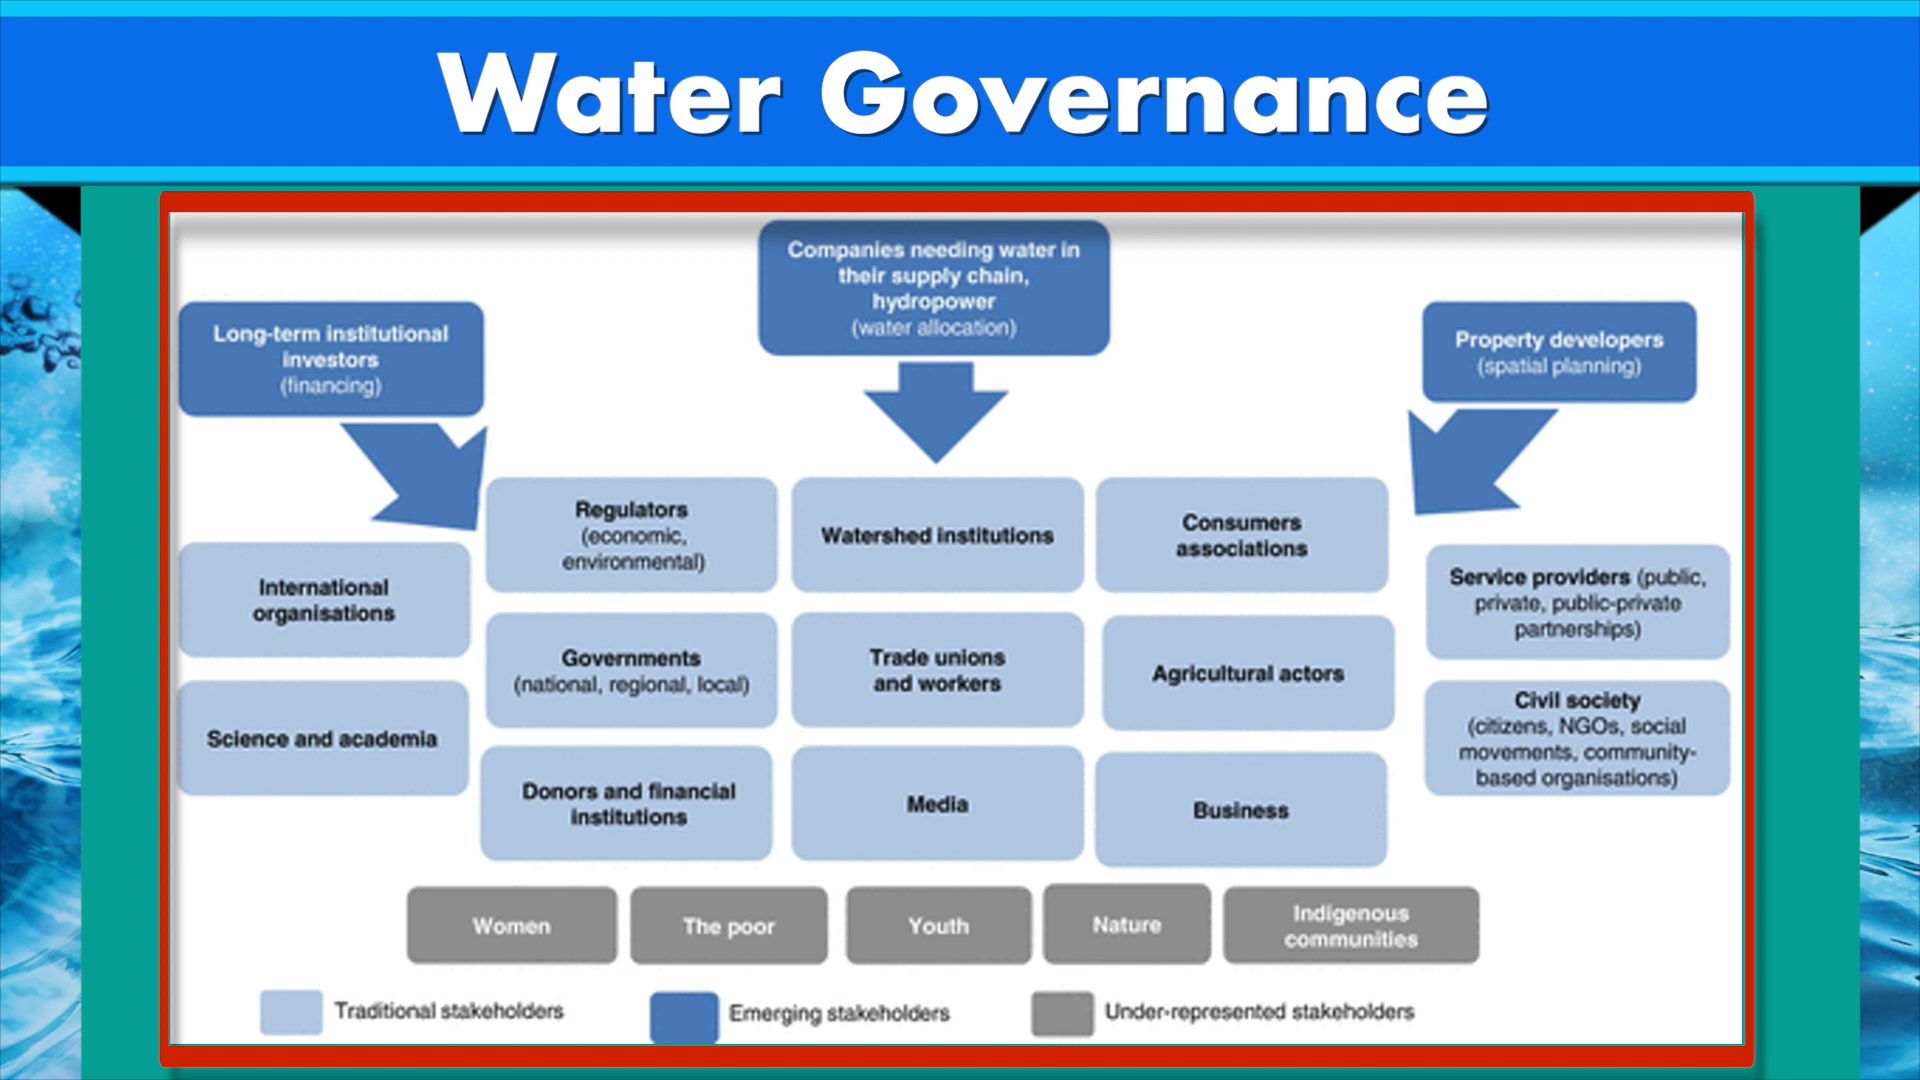 Water Governance
Companies needing water in
their supply chain,
hydropower
(water allocation)
Long-term institutional
investors
(financing)
Property developers
(spatial planning)
Regulators
(economic,
environmental)
Watershed institutions
Consumers
associations
International
organisations
Service providers (public,
private, public-private
partnerships)
Governments
(national, regional, local)
Trade unions
and workers
Agricultural actors
Science and academia
Civil society
(citizens, NGOs, social
movements, community-
based organisations)
Donors and financial
institutions
Media
Business
Women
The poor
Youth
Nature
Indigenous
communities
Traditional stakeholders
Emerging stakeholders
Under-represented stakeholders